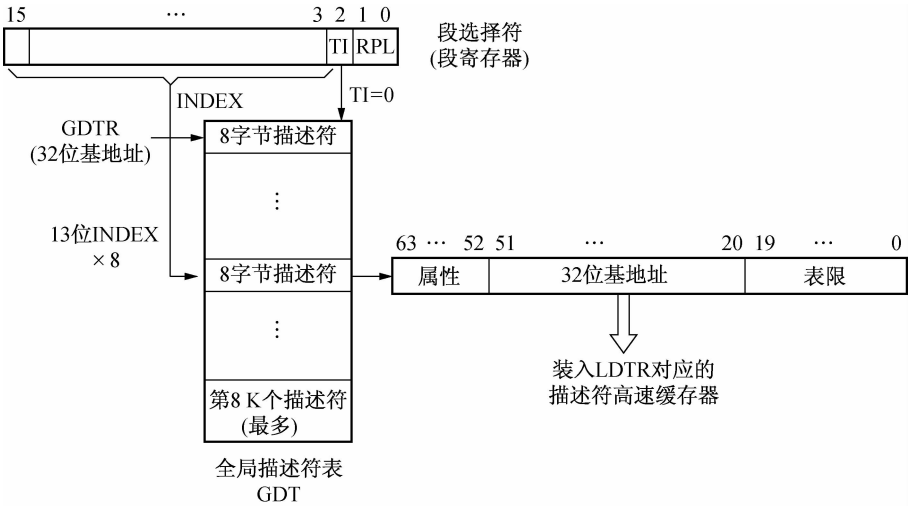 15 ··· 3 2 1 0
TI RPL
段选择符
(段寄存器)
INDEX
TI=0
GDTR
(32位基地址)
8字节描述符
⋮
13位INDEX
× 8
8字节描述符
⋮
第8 K个描述符
(最多)
全局描述符表
GDT
63 ··· 52 51 ··· 20 19 ··· 0
属性 32位基地址 表限
装入LDTR对应的
描述符高速缓存器